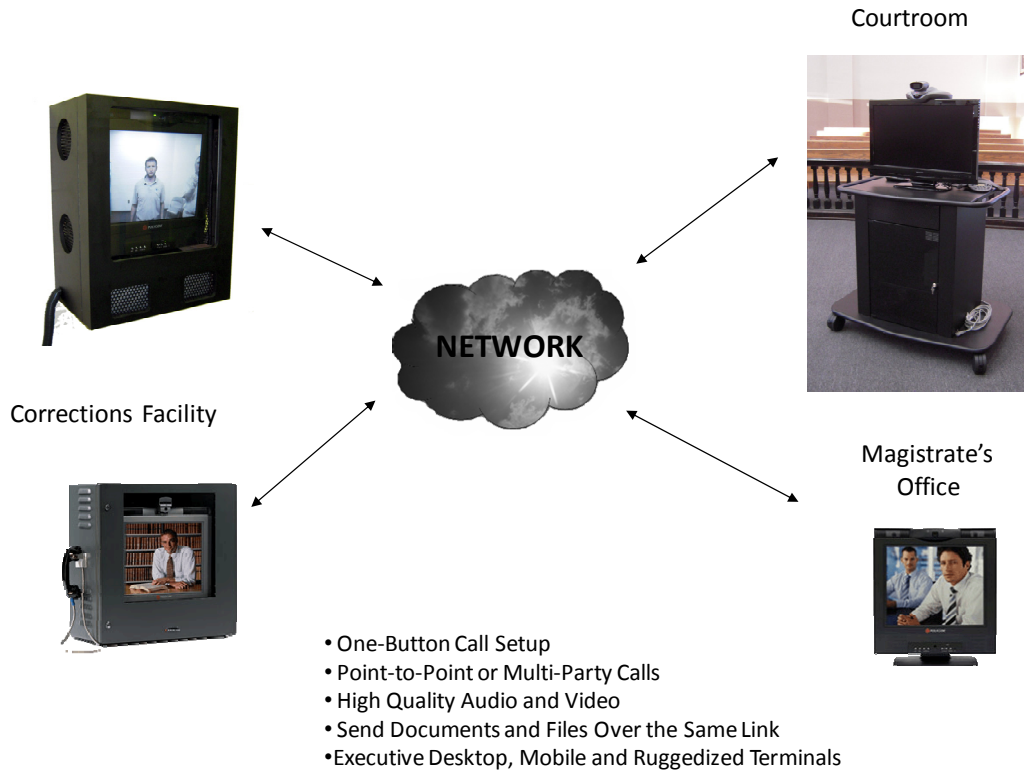 Courtroom
NETWORK
Corrections Facility
Magistrate’s
Office
• One-Button Call Setup
• Point-to-Point or Multi-Party Calls
• High Quality Audio and Video
• Send Documents and Files Over the Same Link
•Executive Desktop, Mobile and Ruggedized Terminals